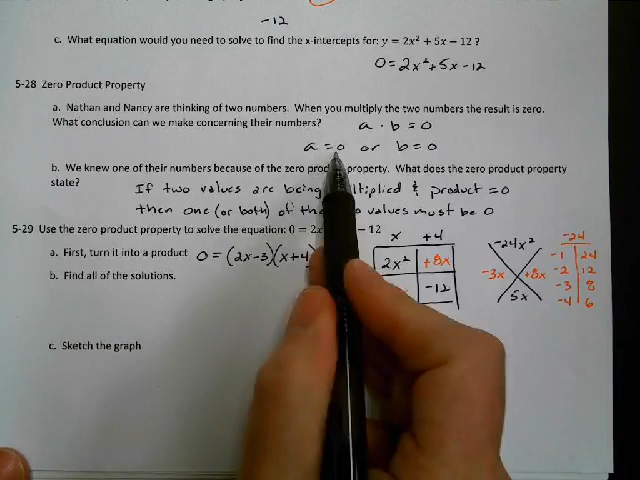 -12
c. What equation would you need to solve to find the x-intercepts for: y = 2x² + 5x − 12 ?
0 = 2x² + 5x − 12
5-28 Zero Product Property
a. Nathan and Nancy are thinking of two numbers. When you multiply the two numbers the result is zero.
What conclusion can we make concerning their numbers? a · b = 0
a = 0 or b = 0
b. We knew one of their numbers because of the zero property. What does the zero product property
state? If two values are being & product = 0
then one (or both) of values must be 0
5-29 Use the zero product property to solve the equation: 0 = − 12
a. First, turn it into a product 0 = (2x−3)(x+4)
x +4
2x² +8x
-12
-24x²
-3x +8x
5x
-24
-1 24
-2 12
-3 8
-4 6
b. Find all of the solutions.
c. Sketch the graph